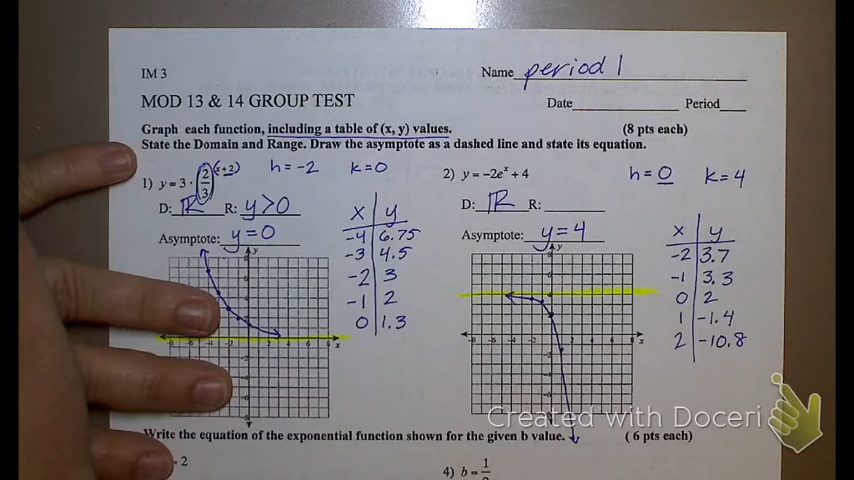 IM 3
Name period 1
MOD 13 & 14 GROUP TEST
Date Period
Graph each function, including a table of (x, y) values. (8 pts each)
State the Domain and Range. Draw the asymptote as a dashed line and state its equation.
1) y = 3 · (2/3)^(x+2) h = -2 k = 0
D: ℝ R: y > 0
Asymptote: y = 0
x y
-4 6.75
-3 4.5
-2 3
-1 2
0 1.3
2) y = -2e^x + 4 h = 0 k = 4
D: ℝ R:
Asymptote: y = 4
x y
-2 3.7
-1 3.3
0 2
1 -1.4
2 -10.8
Created with Doceri
Write the equation of the exponential function shown for the given b value. ( 6 pts each)
2
4) b = 1